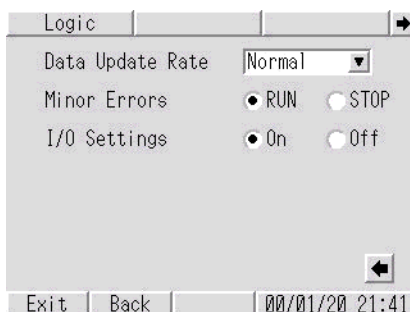 Logic
Data Update Rate Normal
Minor Errors RUN STOP
I/O Settings On Off
Exit Back 00/01/20 21:41